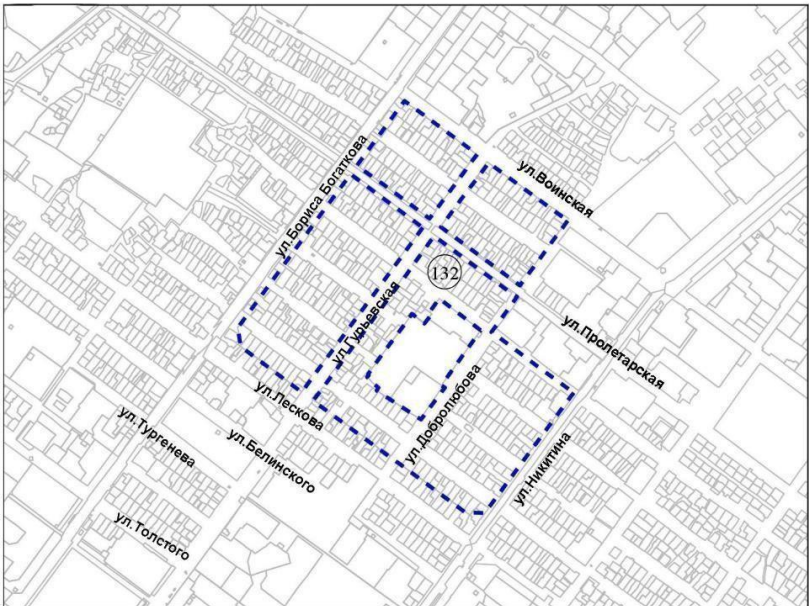 ул.Бориса Богаткова
ул.Воинская
132
ул.Гурьевская
ул.Пролетарская
ул.Лескова
ул.Добролюбова
ул.Тургенева
ул.Белинского
ул.Никитина
ул.Толстого